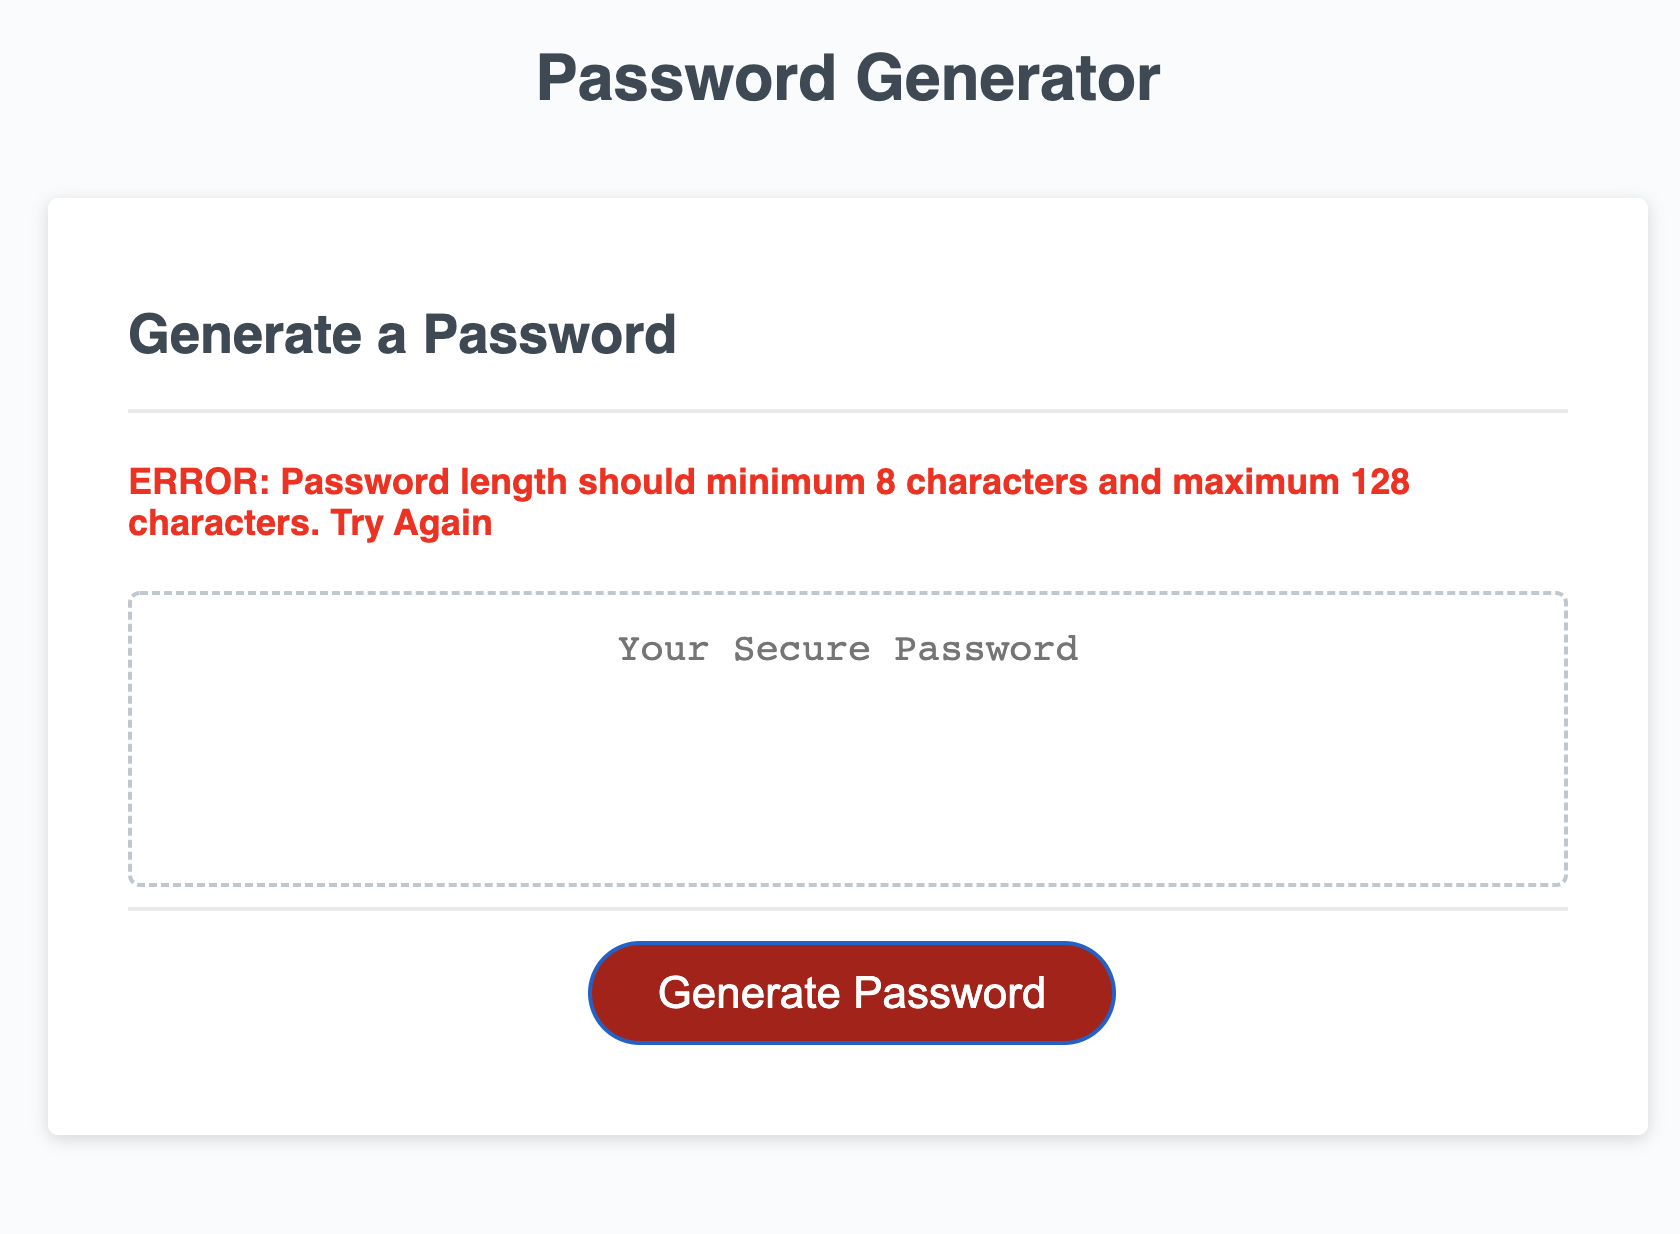 Password Generator
Generate a Password
ERROR: Password length should minimum 8 characters and maximum 128
characters. Try Again
Your Secure Password
Generate Password